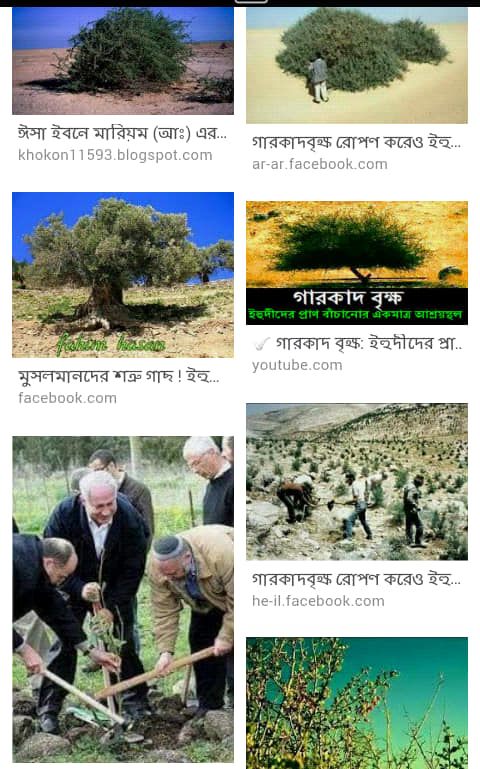 ঈসা ইবনে মারিয়ম (আঃ) এর...
khokon11593.blogspot.com
গারকাদবৃক্ষ রোপণ করেও ইহু...
ar-ar.facebook.com
fahim hasan
মুসলমানদের শত্রু গাছ ! ইহু...
facebook.com
গারকাদ বৃক্ষ
ইহুদীদের প্রাণ বাঁচানোর একমাত্র আশ্রয়স্থল
গারকাদ বৃক্ষ: ইহুদীদের প্রা..
youtube.com
গারকাদবৃক্ষ রোপণ করেও ইহু...
he-il.facebook.com